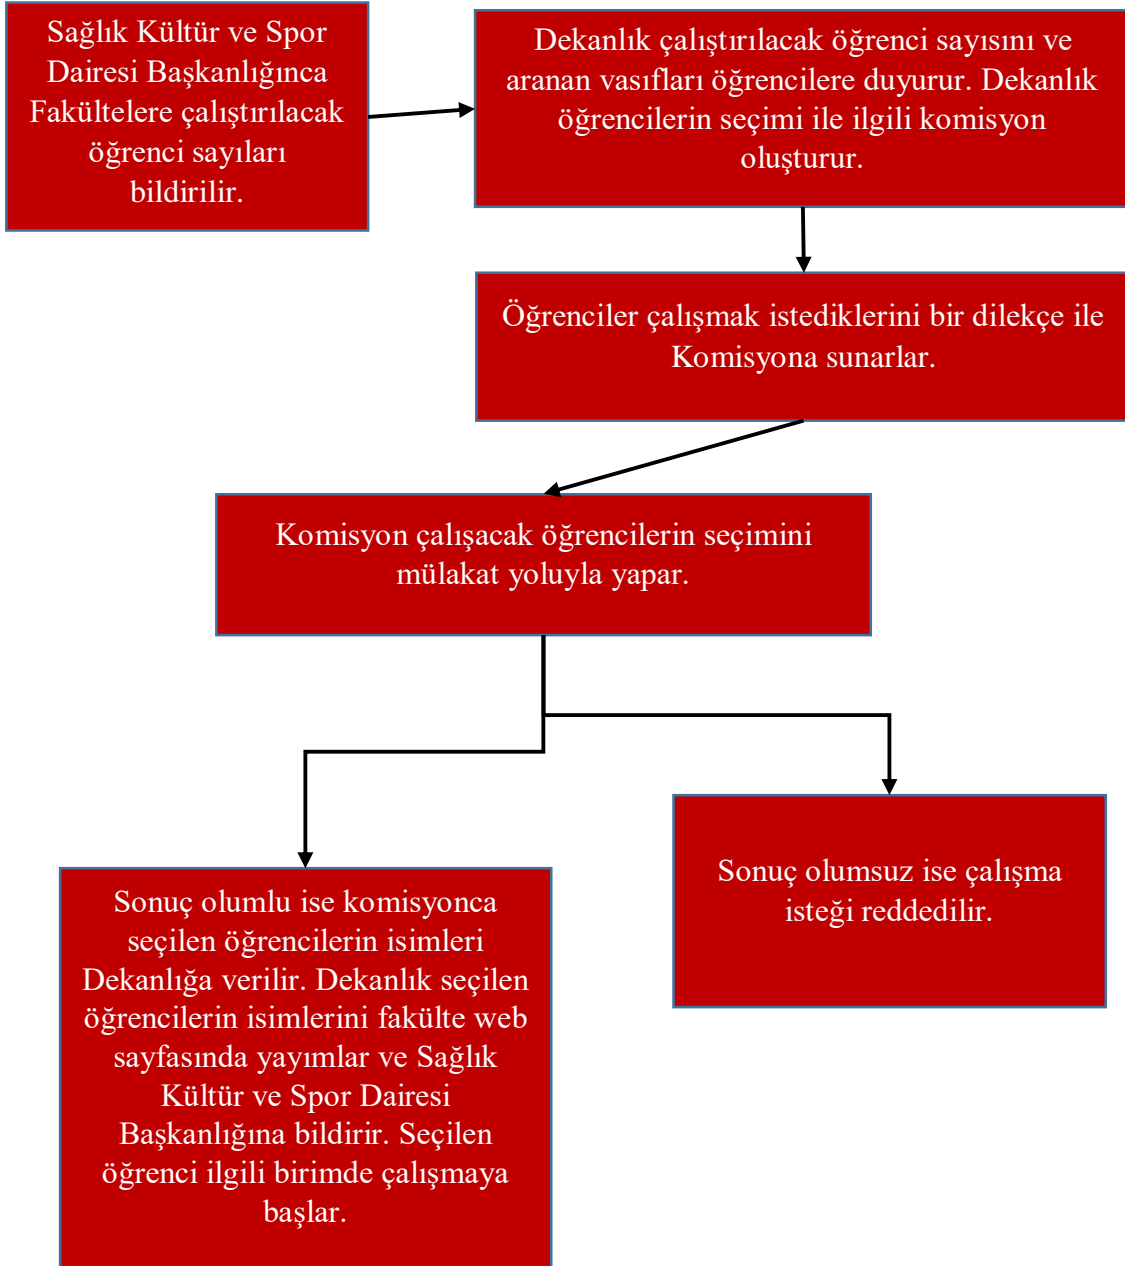 Sağlık Kültür ve Spor
Dairesi Başkanlığınca
Fakültelere çalıştırılacak
öğrenci sayıları
bildirilir.
Dekanlık çalıştırılacak öğrenci sayısını ve
aranan vasıfları öğrencilere duyurur. Dekanlık
öğrencilerin seçimi ile ilgili komisyon
oluşturur.
Öğrenciler çalışmak istediklerini bir dilekçe ile
Komisyona sunarlar.
Komisyon çalışacak öğrencilerin seçimini
mülakat yoluyla yapar.
Sonuç olumlu ise komisyonca
seçilen öğrencilerin isimleri
Dekanlığa verilir. Dekanlık seçilen
öğrencilerin isimlerini fakülte web
sayfasında yayımlar ve Sağlık
Kültür ve Spor Dairesi
Başkanlığına bildirir. Seçilen
öğrenci ilgili birimde çalışmaya
başlar.
Sonuç olumsuz ise çalışma
isteği reddedilir.